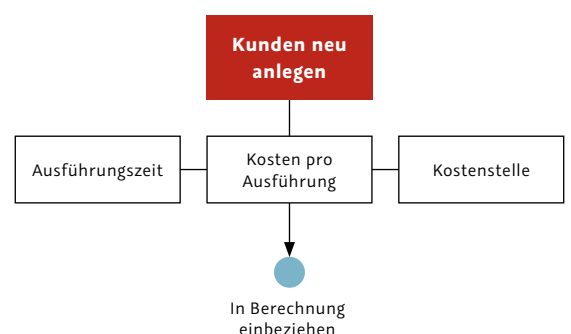 Kunden neu
anlegen
Ausführungszeit
Kosten pro
Ausführung
Kostenstelle
In Berechnung
einbeziehen